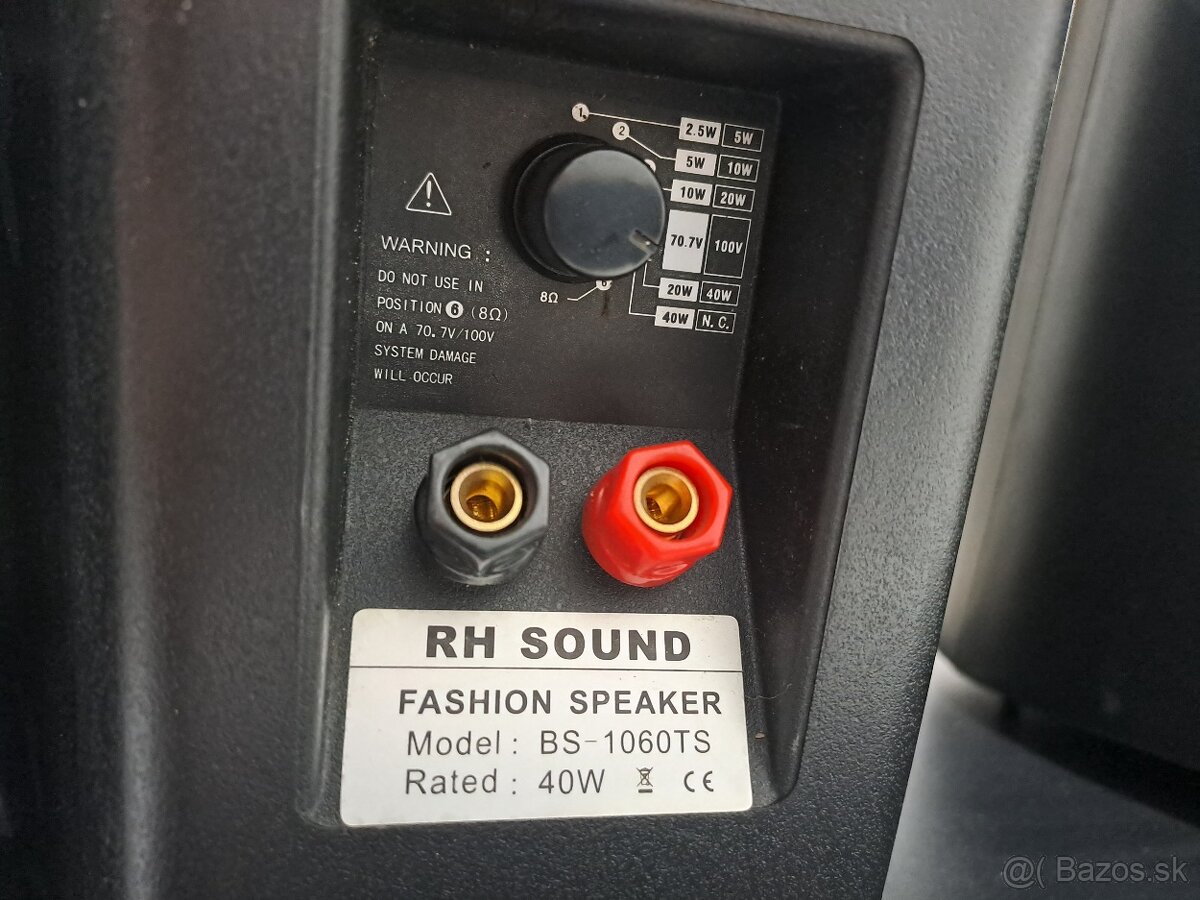 1
2.5W 5W
2
5W 10W
10W 20W
70.7V 100V
20W 40W
40W N.C.
8Ω
WARNING :
DO NOT USE IN
POSITION 6 (8Ω)
ON A 70.7V/100V
SYSTEM DAMAGE
WILL OCCUR
RH SOUND
FASHION SPEAKER
Model : BS-1060TS
Rated : 40W CE
@( Bazos.sk